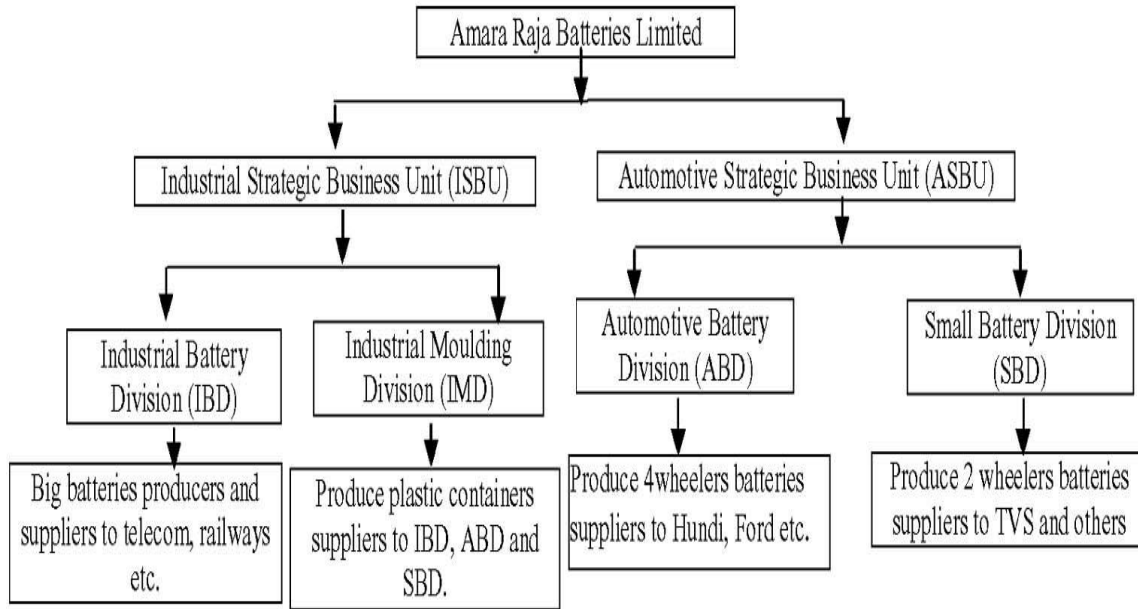 Amara Raja Batteries Limited
Industrial Strategic Business Unit (ISBU)
Automotive Strategic Business Unit (ASBU)
Industrial Battery
Division (IBD)
Industrial Moulding
Division (IMD)
Automotive Battery
Division (ABD)
Small Battery Division
(SBD)
Big batteries producers and
suppliers to telecom, railways
etc.
Produce plastic containers
suppliers to IBD, ABD and
SBD.
Produce 4wheelers batteries
suppliers to Hundi, Ford etc.
Produce 2 wheelers batteries
suppliers to TVS and others